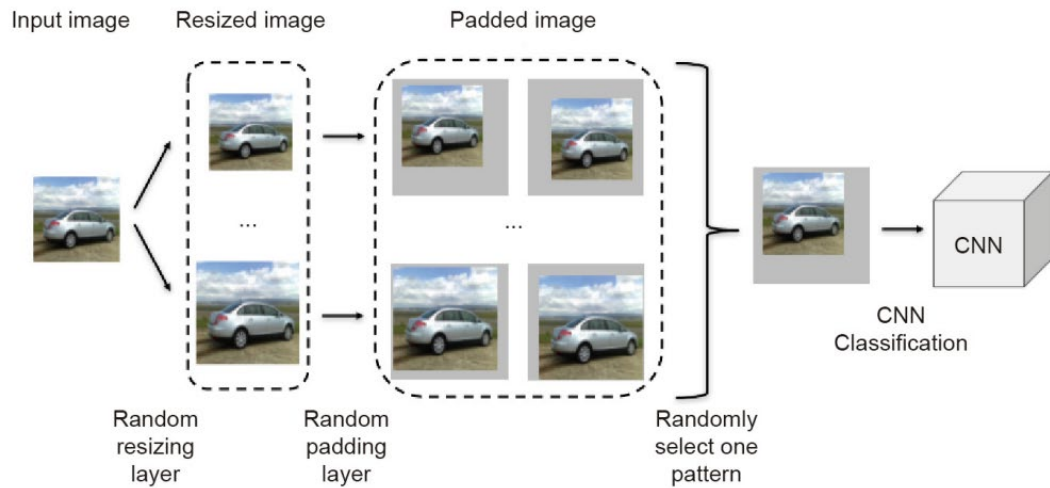 Input image
Resized image
Padded image
...
...
CNN
CNN
Classification
Random
resizing
layer
Random
padding
layer
Randomly
select one
pattern